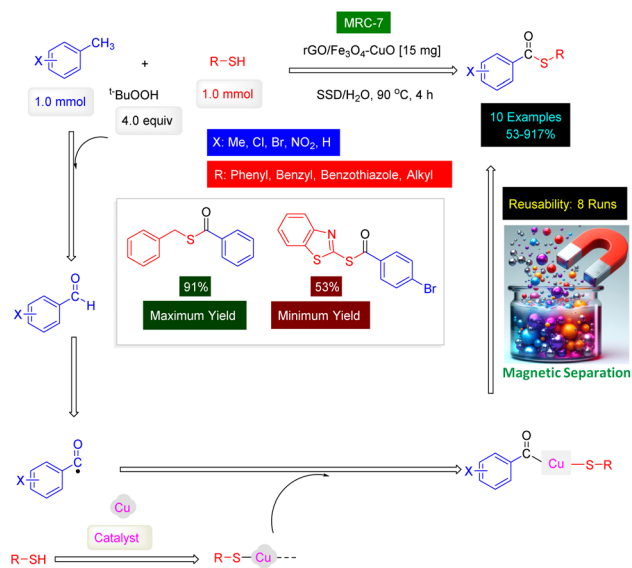 MRC-7
CH3
X
+
R-SH
rGO/Fe3O4-CuO [15 mg]
O
C
S
R
X
1.0 mmol
t-BuOOH
1.0 mmol
SSD/H2O, 90 °C, 4 h
4.0 equiv
10 Examples
53-917%
X: Me, Cl, Br, NO2, H
R: Phenyl, Benzyl, Benzothiazole, Alkyl
Reusability: 8 Runs
O
S
N
S
O
S
Br
91%
53%
Maximum Yield
Minimum Yield
O
C
H
X
Magnetic Separation
O
C
X
O
C
Cu
S-R
X
Cu
Catalyst
R-SH
R-S-Cu